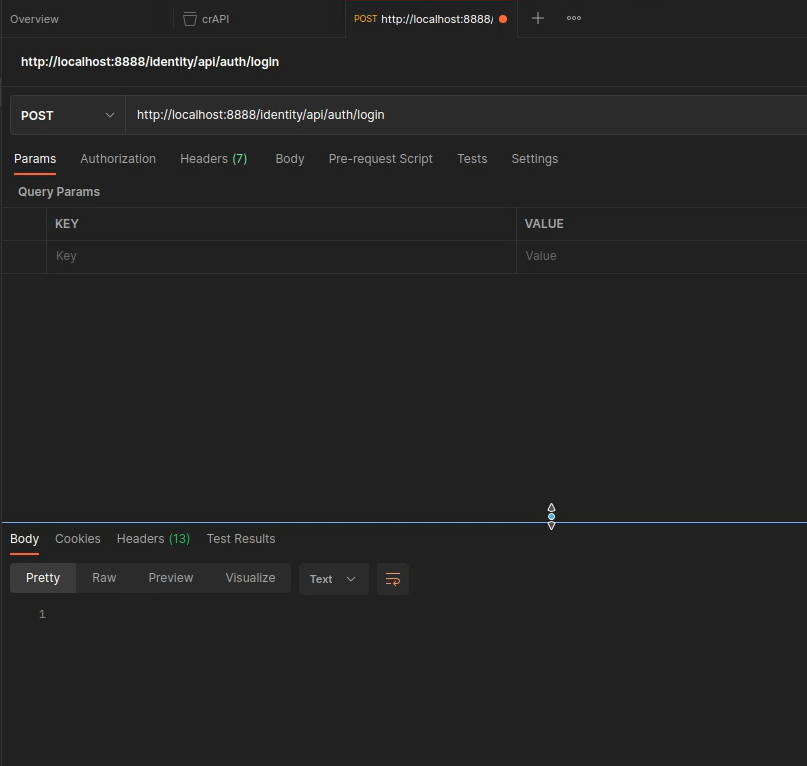 Overview crAPI POST http://localhost:8888/
http://localhost:8888/identity/api/auth/login
POST http://localhost:8888/identity/api/auth/login
Params Authorization Headers (7) Body Pre-request Script Tests Settings
Query Params
KEY VALUE
Key Value
Body Cookies Headers (13) Test Results
Pretty Raw Preview Visualize Text
1